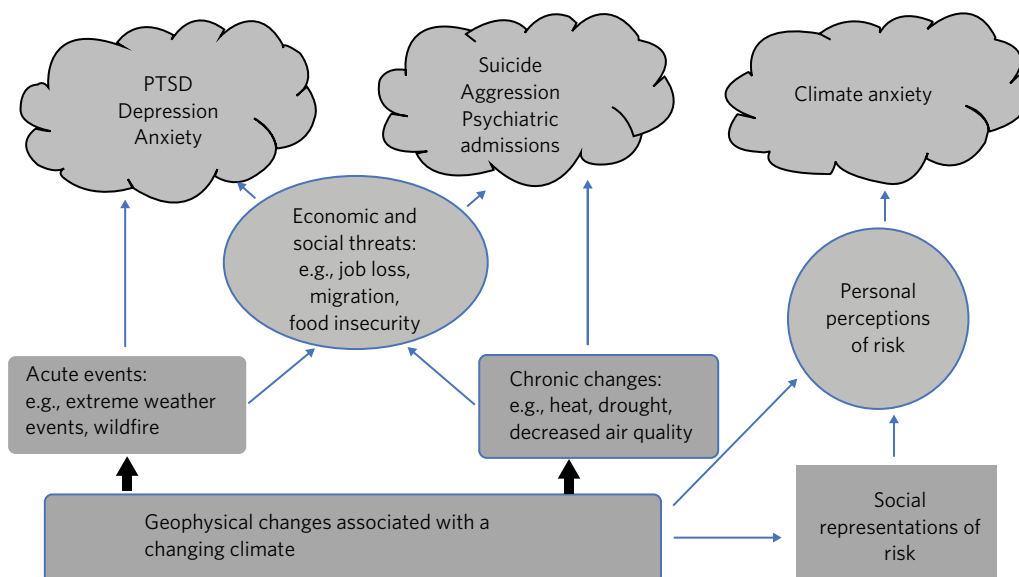 PTSD
Depression
Anxiety
Suicide
Aggression
Psychiatric
admissions
Climate anxiety
Economic and
social threats:
e.g., job loss,
migration,
food insecurity
Personal
perceptions
of risk
Acute events:
e.g., extreme weather
events, wildfire
Chronic changes:
e.g., heat, drought,
decreased air quality
Geophysical changes associated with a
changing climate
Social
representations of
risk